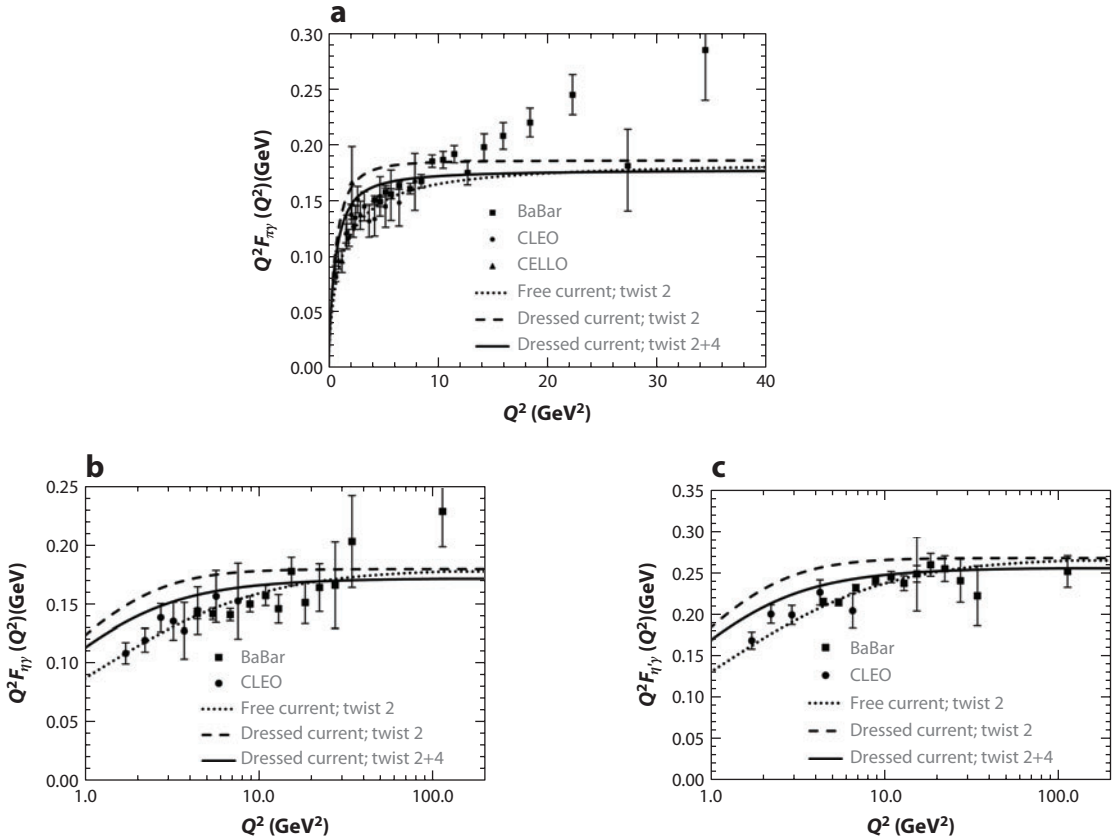 a
0.30
0.25
0.20
0.15
0.10
0.05
0.00
Q²Fπγ (Q²)(GeV)
BaBar
CLEO
CELLO
Free current; twist 2
Dressed current; twist 2
Dressed current; twist 2+4
0 10 20 30 40
Q² (GeV²)
b
0.25
0.20
0.15
0.10
0.05
0.00
Q²Fηγ (Q²)(GeV)
BaBar
CLEO
Free current; twist 2
Dressed current; twist 2
Dressed current; twist 2+4
1.0 10.0 100.0
Q² (GeV²)
c
0.35
0.30
0.25
0.20
0.15
0.10
0.05
0.00
Q²Fη'γ (Q²)(GeV)
BaBar
CLEO
Free current; twist 2
Dressed current; twist 2
Dressed current; twist 2+4
1.0 10.0 100.0
Q² (GeV²)